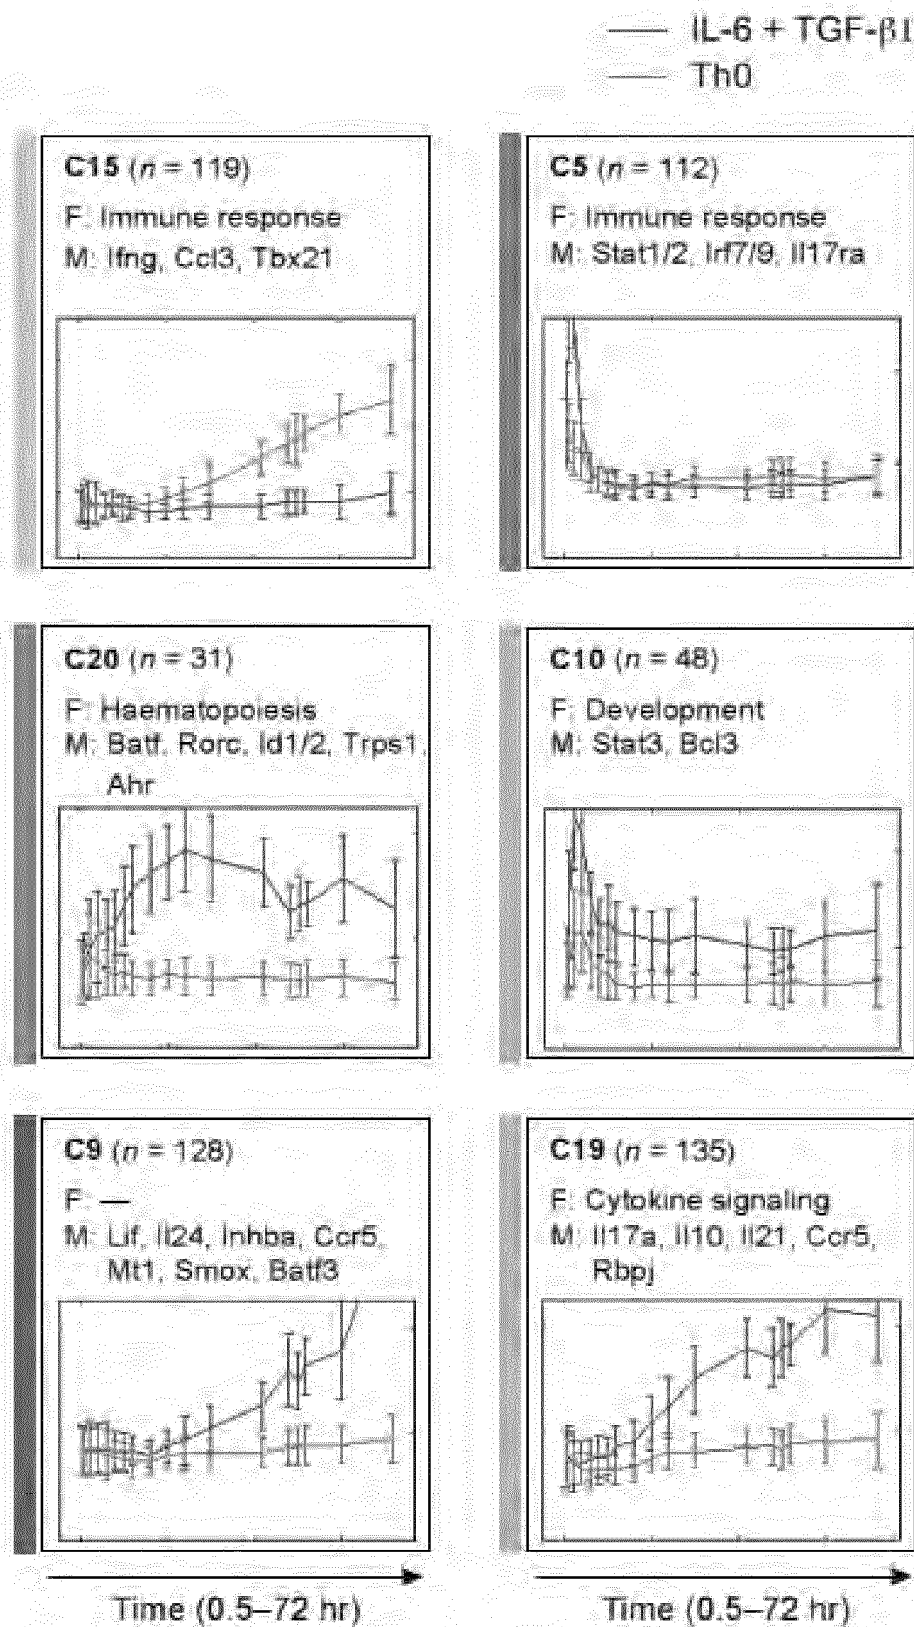 IL-6 + TGF-β1
Th0
C15 (n = 119)
F: Immune response
M: Ifng, Ccl3, Tbx21
C5 (n = 112)
F: Immune response
M: Stat1/2, Irf7/9, Il17ra
C20 (n = 31)
F: Haematopoiesis
M: Batf, Rorc, Id1/2, Trps1,
Ahr
C10 (n = 48)
F: Development
M: Stat3, Bcl3
C9 (n = 128)
F: —
M: Lif, Il24, Inhba, Ccr5,
Mt1, Smox, Batf3
C19 (n = 135)
F: Cytokine signaling
M: Il17a, Il10, Il21, Ccr5,
Rbpj
Time (0.5–72 hr)
Time (0.5–72 hr)